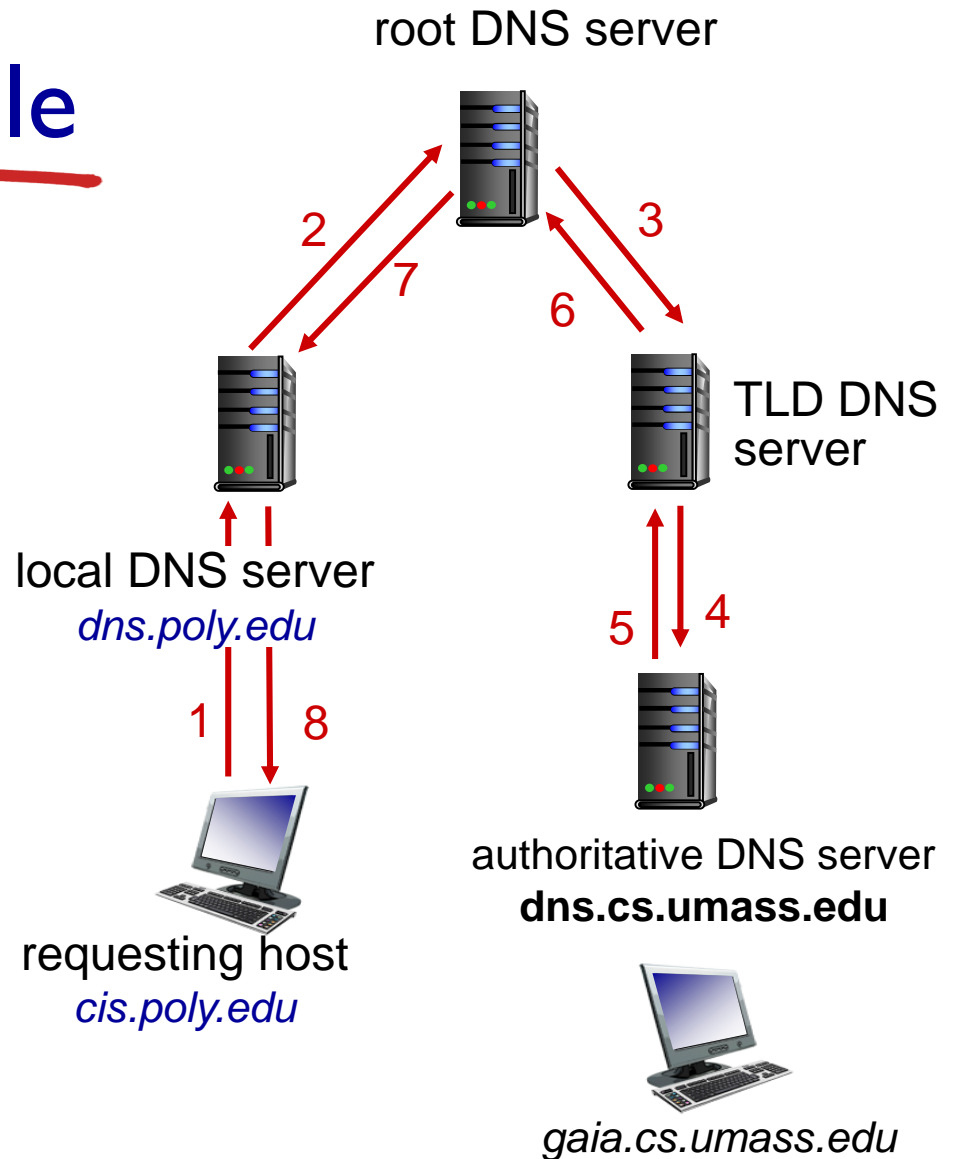 root DNS server
le
2
7
3
6
TLD DNS
server
local DNS server
dns.poly.edu
5
4
1
8
authoritative DNS server
dns.cs.umass.edu
requesting host
cis.poly.edu
gaia.cs.umass.edu